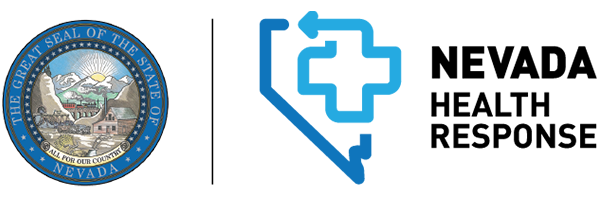 THE GREAT SEAL OF THE STATE OF
NEVADA
ALL FOR OUR COUNTRY
NEVADA
HEALTH
RESPONSE